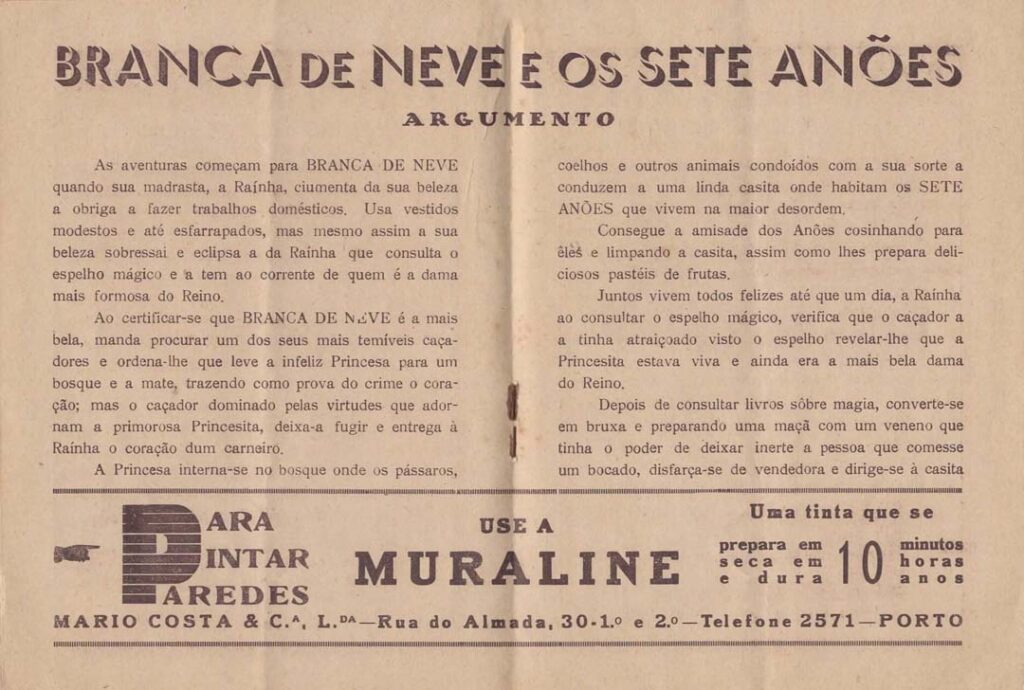 BRANCA DE NEVE E OS SETE ANÕES
ARGUMENTO
As aventuras começam para BRANCA DE NEVE
quando sua madrasta, a Raínha, ciumenta da sua beleza
a obriga a fazer trabalhos domésticos. Usa vestidos
modestos e até esfarrapados, mas mesmo assim a sua
beleza sobressai e eclipsa a da Raínha que consulta o
espelho mágico e a tem ao corrente de quem é a dama
mais formosa do Reino.
Ao certificar-se que BRANCA DE NEVE é a mais
bela, manda procurar um dos seus mais temíveis caça-
dores e ordena-lhe que leve a infeliz Princesa para um
bosque e a mate, trazendo como prova do crime o cora-
ção; mas o caçador dominado pelas virtudes que ador-
nam a primorosa Princesita, deixa-a fugir e entrega à
Raínha o coração dum carneiro.
A Princesa interna-se no bosque onde os pássaros,
coelhos e outros animais condoídos com a sua sorte a
conduzem a uma linda casita onde habitam os SETE
ANÕES que vivem na maior desordem.
Consegue a amisade dos Anões cosinhando para
êles e limpando a casita, assim como lhes prepara deli-
ciosos pastéis de frutas.
Juntos vivem todos felizes até que um dia, a Raínha
ao consultar o espelho mágico, verifica que o caçador a
a tinha atraiçoado visto o espelho revelar-lhe que a
Princesita estava viva e ainda era a mais bela dama
do Reino.
Depois de consultar livros sôbre magia, converte-se
em bruxa e preparando uma maçã com um veneno que
tinha o poder de deixar inerte a pessoa que comesse
um bocado, disfarça-se de vendedora e dirige-se à casita
PARA
PINTAR
PAREDES
USE A
MURALINE
Uma tinta que se
prepara em 10 minutos
seca em horas
e dura anos
MARIO COSTA & C.ᴬ, L.ᴰᴬ—Rua do Almada, 30-1.º e 2.º—Telefone 2571—PORTO